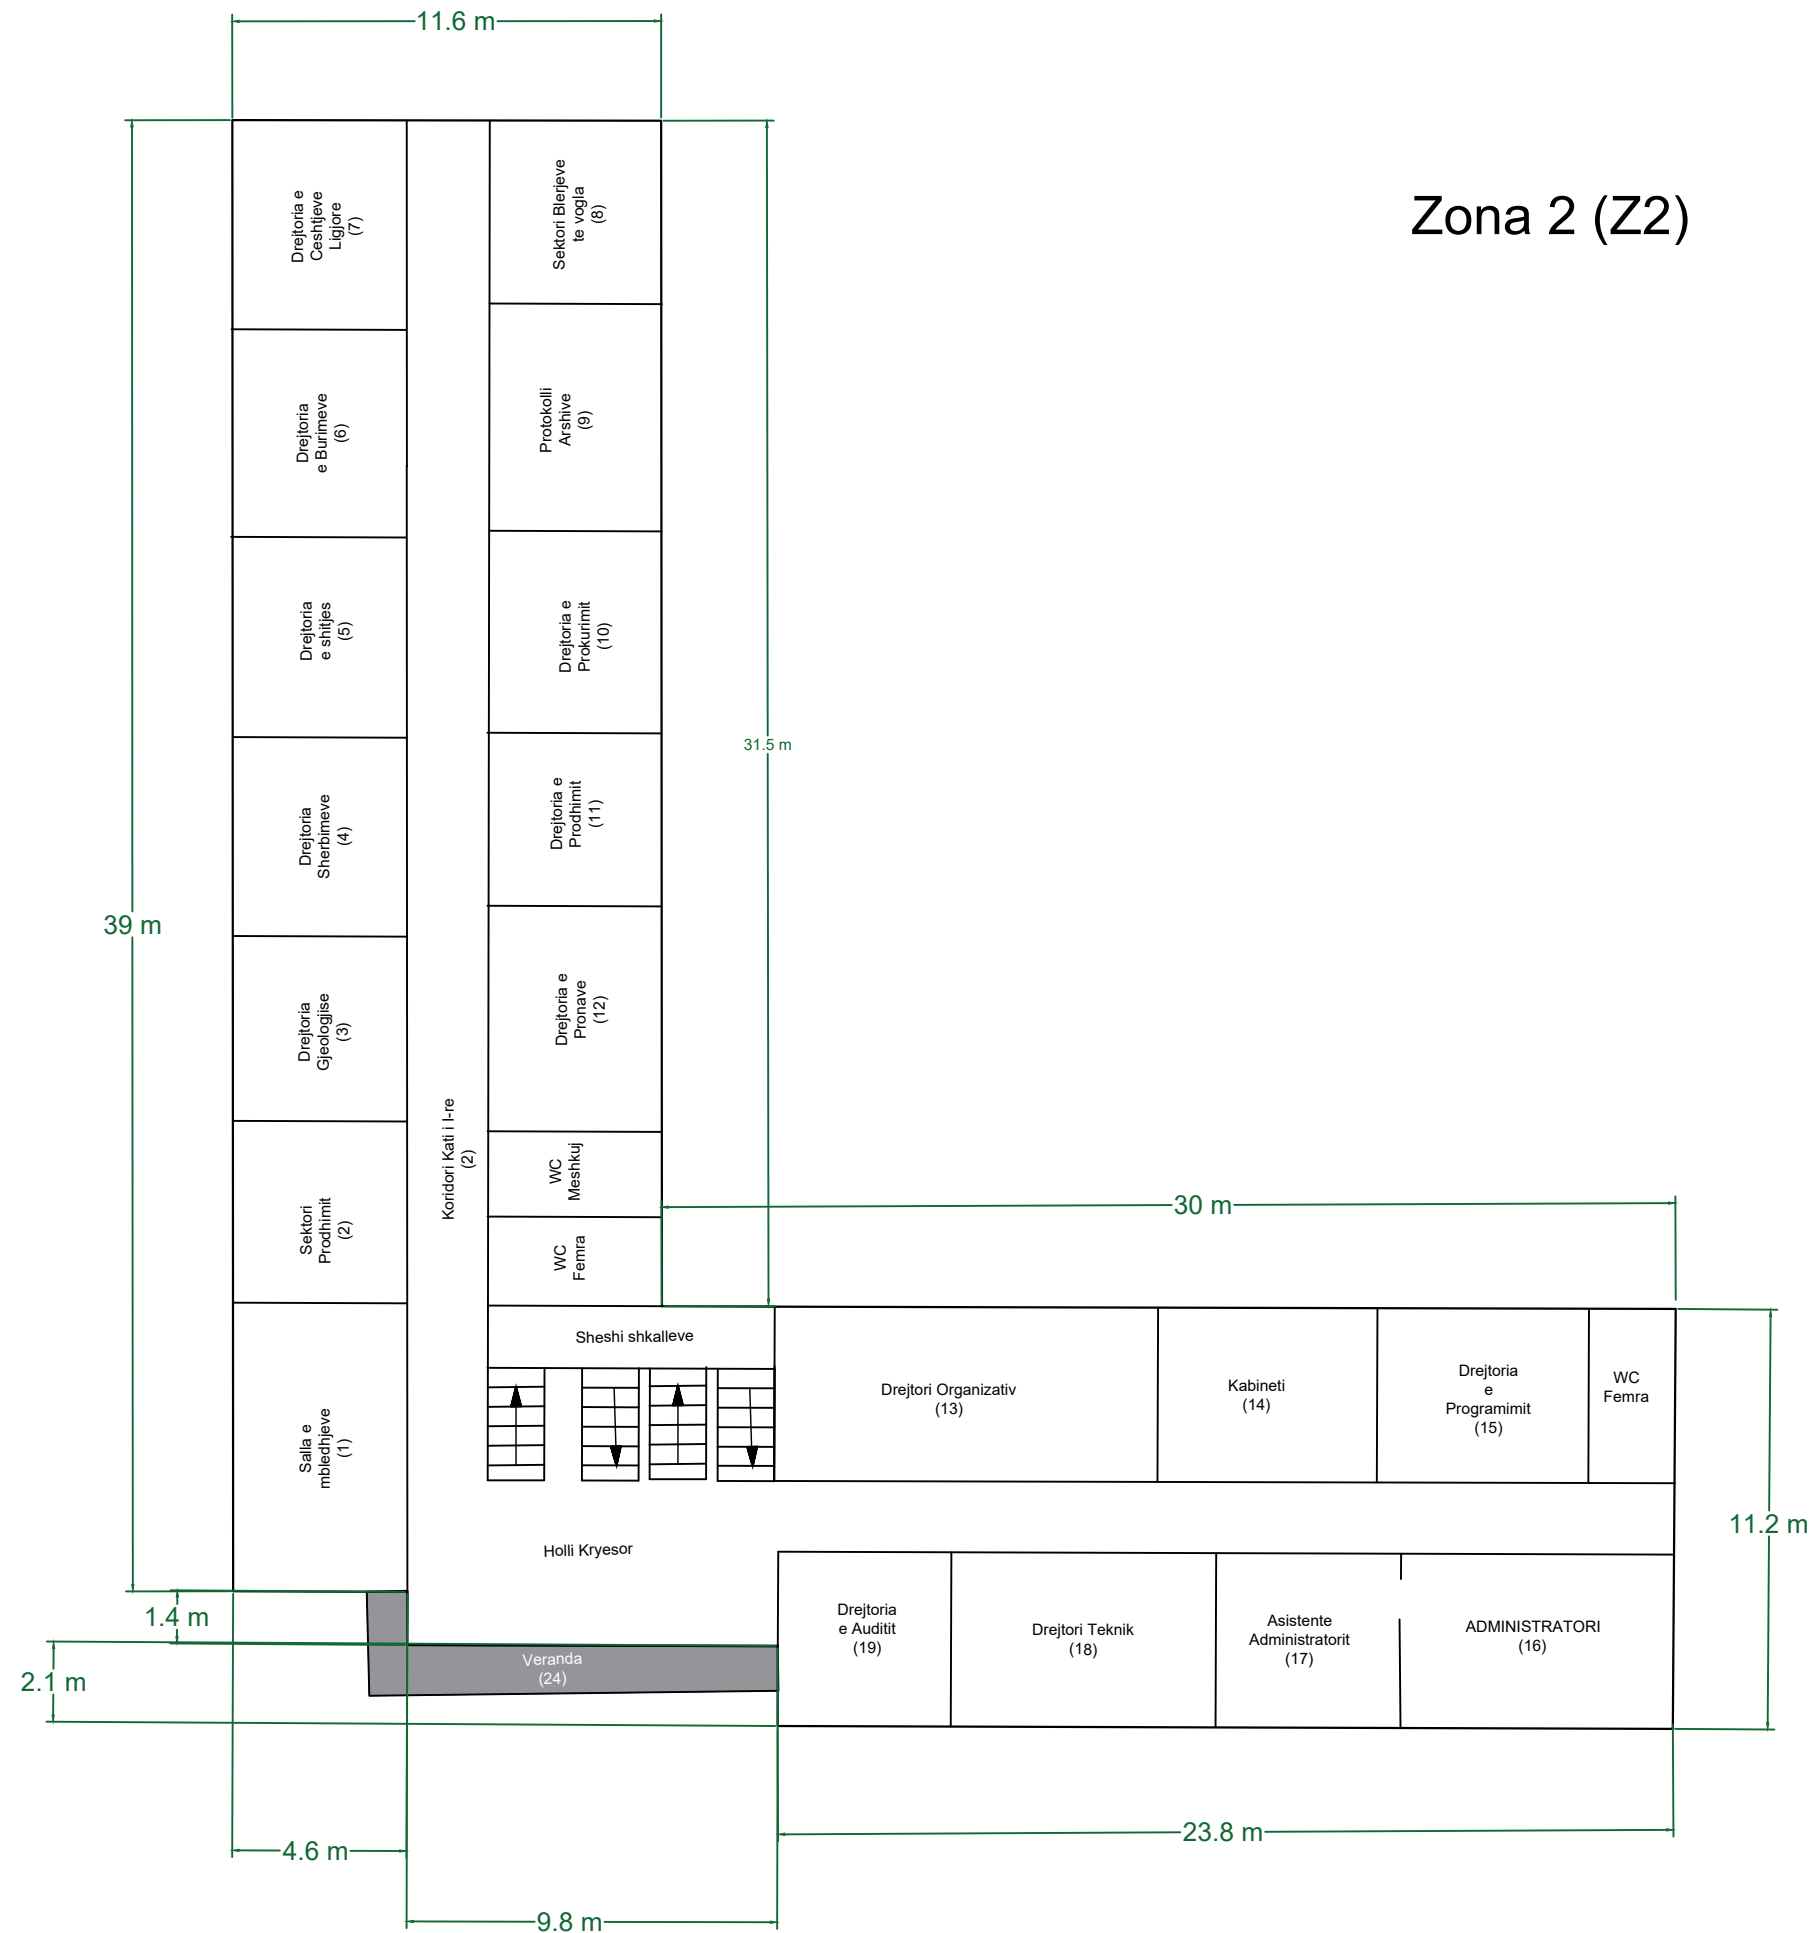 11.6 m
Zona 2 (Z2)
Drejtoria e
Ceshtjeve
Ligjore
(7)
Sektori Blerjeve
te vogla
(8)
Drejtoria
e Burimeve
(6)
Protokolli
Arshive
(9)
Drejtoria
e shitjes
(5)
Drejtoria e
Prokurimit
(10)
31.5 m
Drejtoria
Sherbimeve
(4)
Drejtoria e
Prodhimit
(11)
39 m
Drejtoria
Gjeologjise
(3)
Drejtoria e
Pronave
(12)
Koridori Kati i I-re
(2)
WC
Meshkuj
Sektori
Prodhimit
(2)
WC
Femra
30 m
Sheshi shkalleve
Salla e
mbledhjeve
(1)
Drejtori Organizativ
(13)
Kabineti
(14)
Drejtoria
e
Programimit
(15)
WC
Femra
11.2 m
Holli Kryesor
1.4 m
2.1 m
Veranda
(24)
Drejtoria
e Auditit
(19)
Drejtori Teknik
(18)
Asistente
Administratorit
(17)
ADMINISTRATORI
(16)
4.6 m
23.8 m
9.8 m